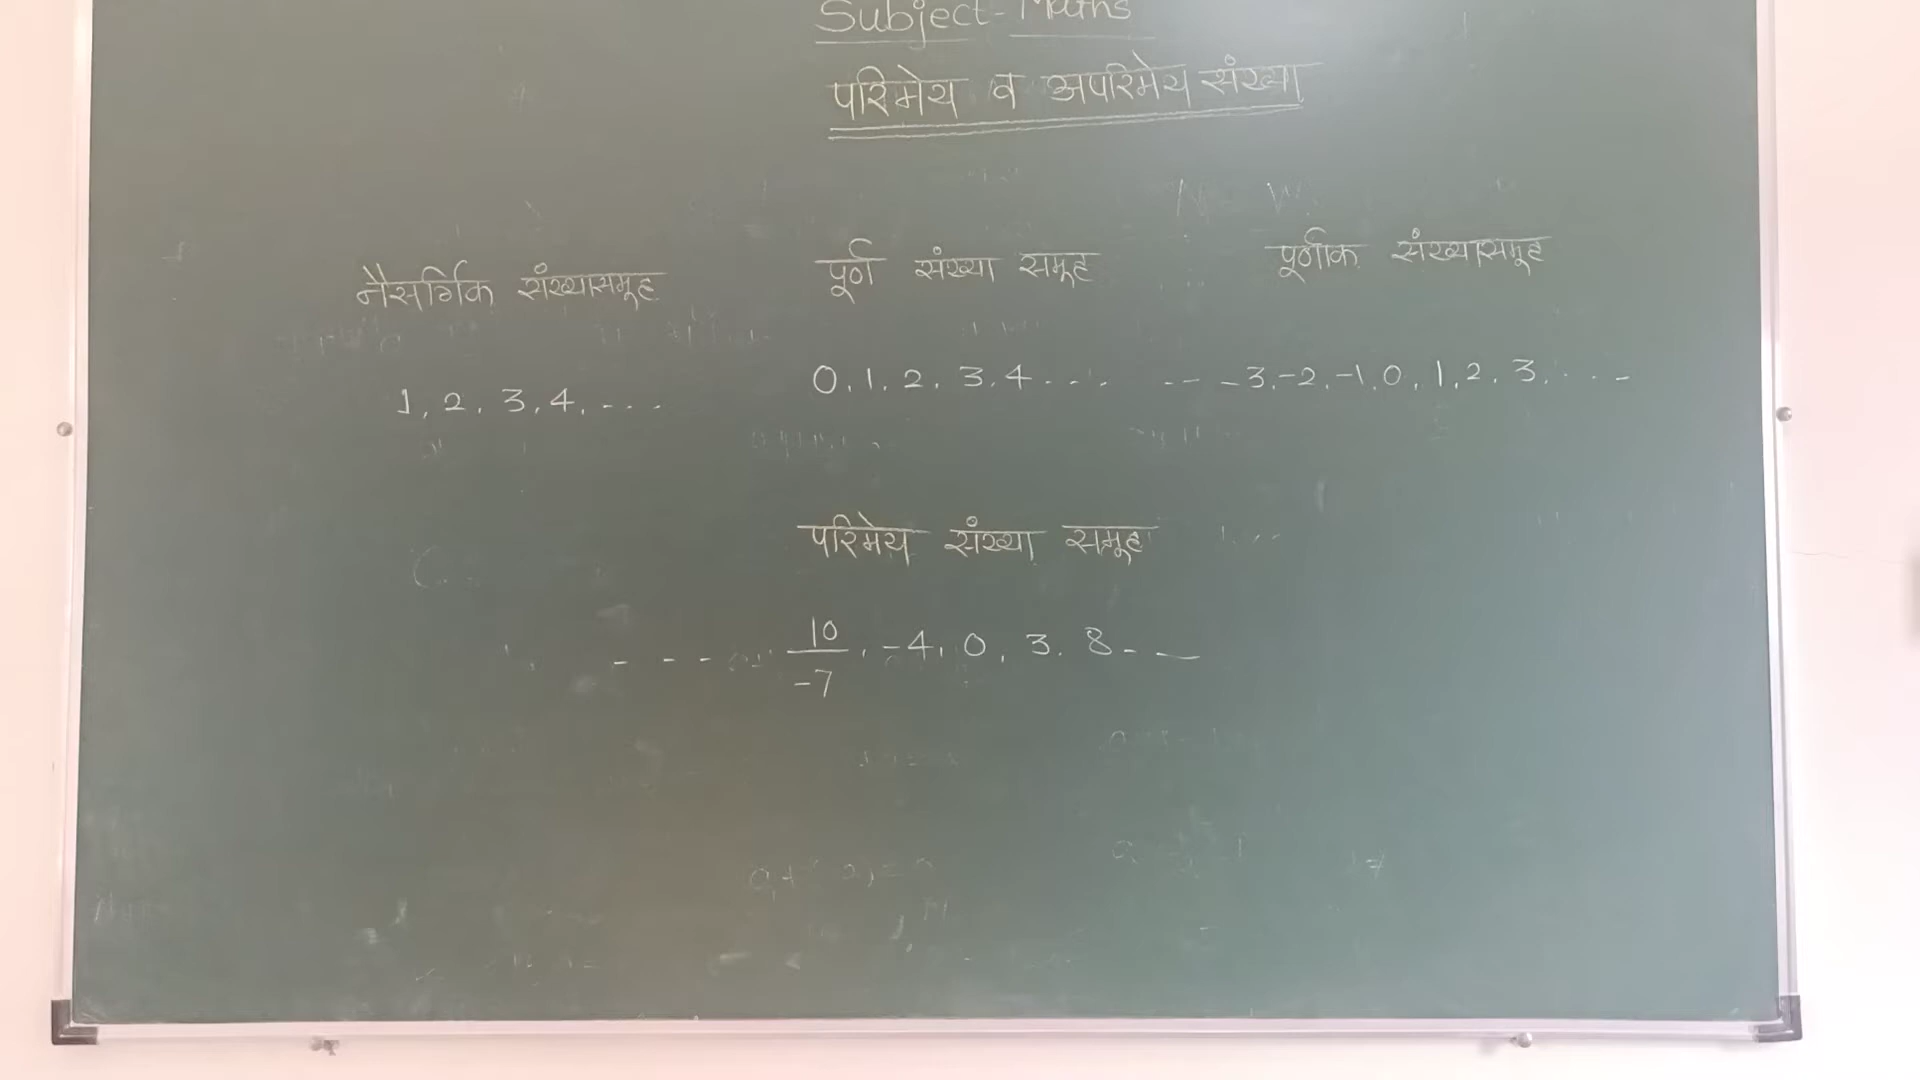 Subject - Maths
परिमेय व अपरिमेय संख्या
नैसर्गिक संख्यासमूह
पूर्ण संख्या समूह
पूर्णांक संख्यासमूह
1, 2, 3, 4, - - - 
0, 1, 2, 3, 4 - - -
- - -3, -2, -1, 0, 1, 2, 3, - - -
परिमेय संख्या समूह
- - - - 10/-7, -4, 0, 3, 8 - -